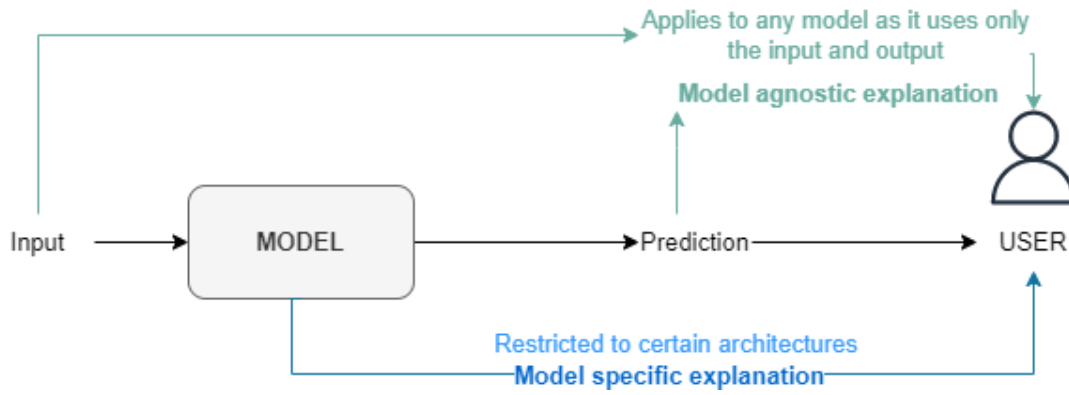 Applies to any model as it uses only
the input and output
Model agnostic explanation
Input
MODEL
Prediction
USER
Restricted to certain architectures
Model specific explanation